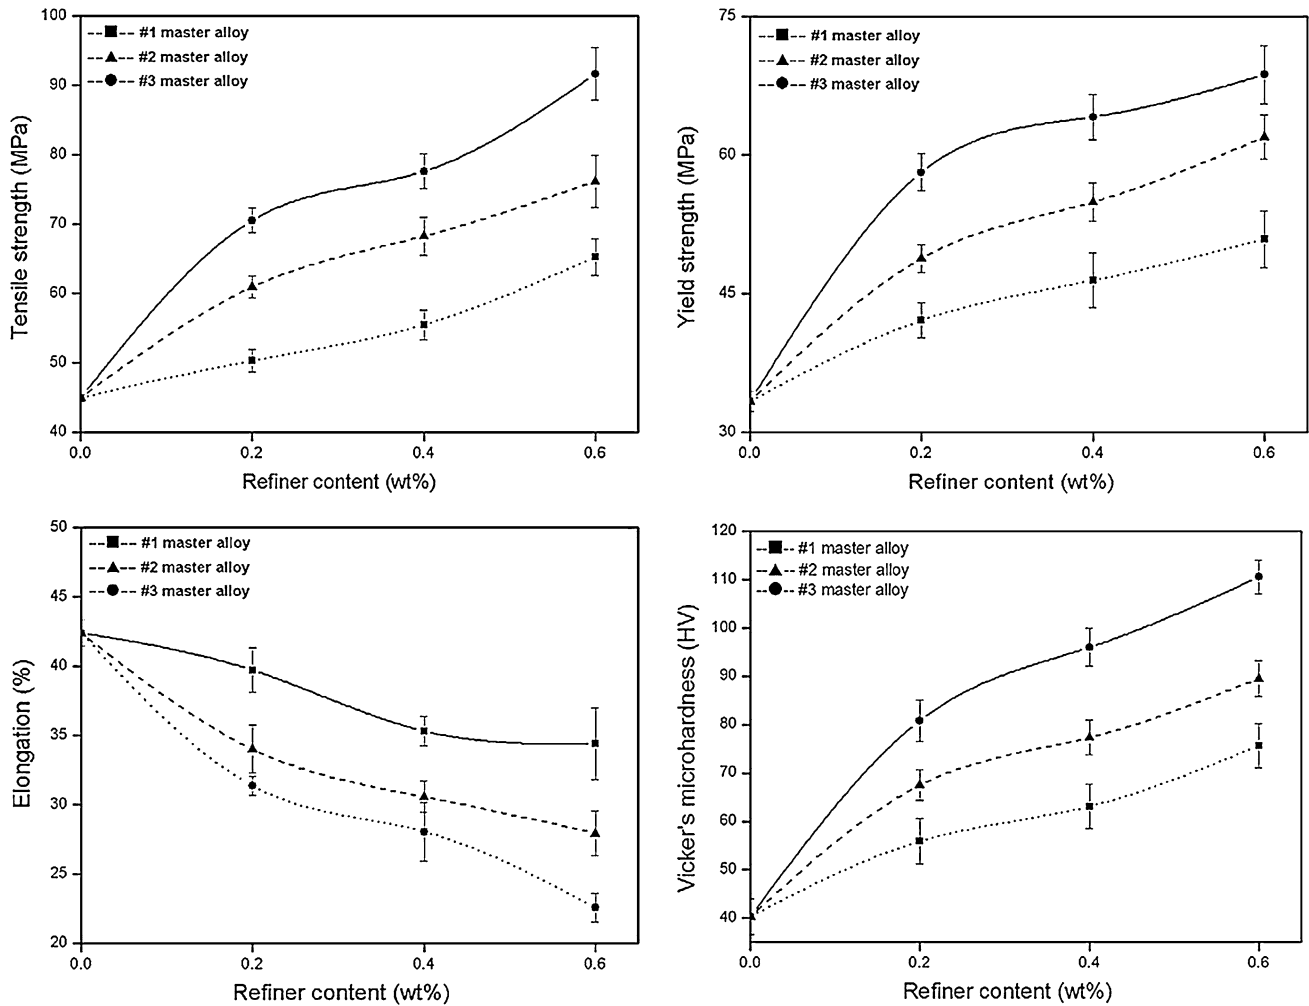 100
90
80
70
60
50
40
Tensile strength (MPa)
#1 master alloy
#2 master alloy
#3 master alloy
0.0 0.2 0.4 0.6
Refiner content (wt%)
75
60
45
30
Yield strength (MPa)
#1 master alloy
#2 master alloy
#3 master alloy
0.0 0.2 0.4 0.6
Refiner content (wt%)
50
45
40
35
30
25
20
Elongation (%)
#1 master alloy
#2 master alloy
#3 master alloy
0.0 0.2 0.4 0.6
Refiner content (wt%)
120
110
100
90
80
70
60
50
40
Vicker's microhardness (HV)
#1 master alloy
#2 master alloy
#3 master alloy
0.0 0.2 0.4 0.6
Refiner content (wt%)